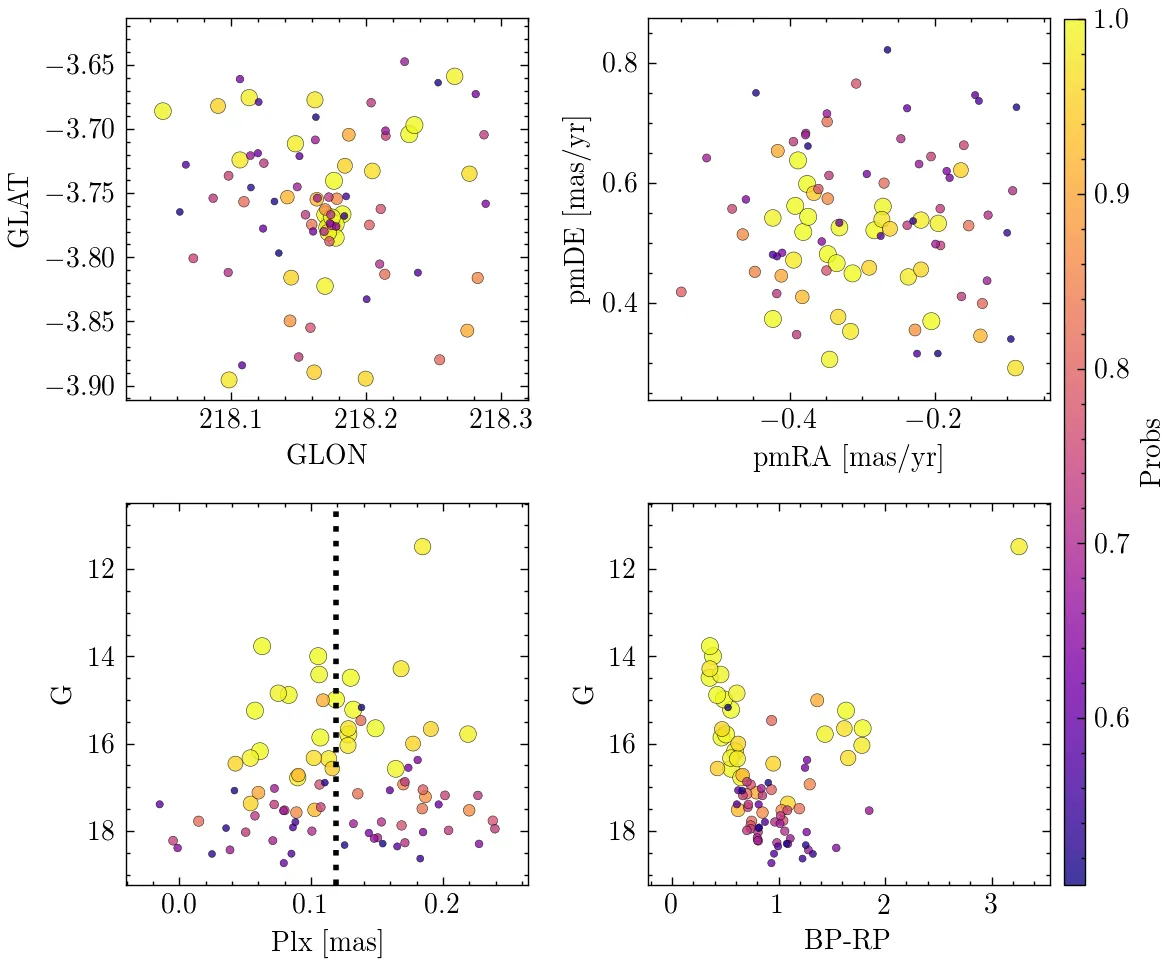 −3.65
−3.70
−3.75
−3.80
−3.85
−3.90
GLAT
218.1 218.2 218.3
GLON
0.8
0.6
0.4
pmDE [mas/yr]
−0.4 −0.2
pmRA [mas/yr]
1.0
0.9
0.8
0.7
0.6
Probs
12
14
16
18
G
0.0 0.1 0.2
Plx [mas]
12
14
16
18
G
0 1 2 3
BP-RP